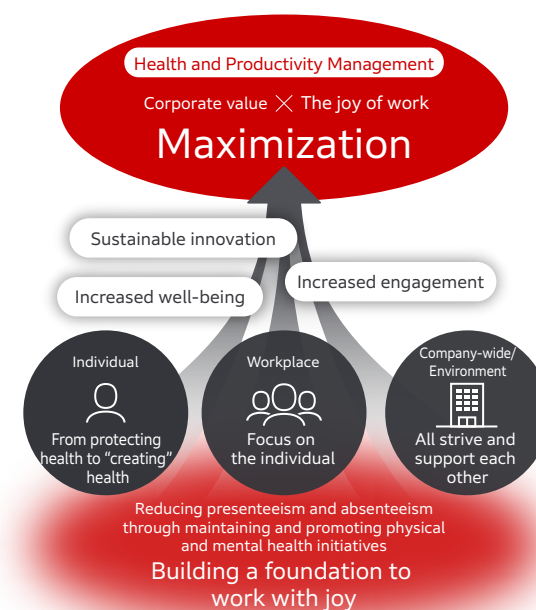 Health and Productivity Management
Corporate value × The joy of work
Maximization
Sustainable innovation
Increased engagement
Increased well-being
Individual
From protecting
health to “creating”
health
Workplace
Focus on
the individual
Company-wide/
Environment
All strive and
support each
other
Reducing presenteeism and absenteeism
through maintaining and promoting physical
and mental health initiatives
Building a foundation to
work with joy